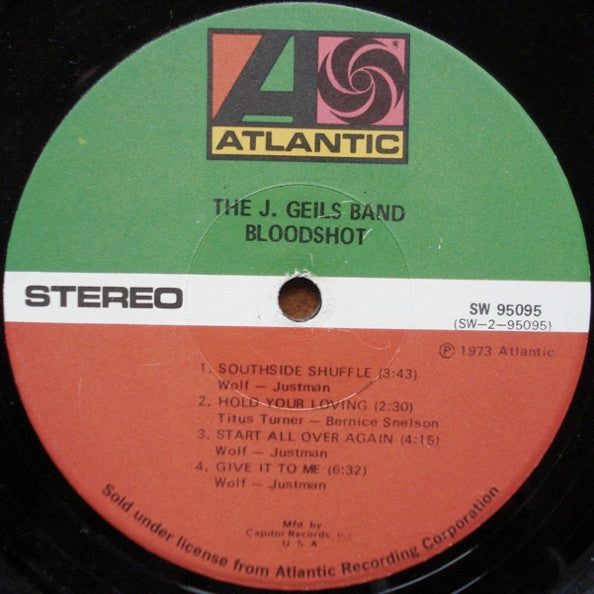 ATLANTIC
THE J. GEILS BAND
BLOODSHOT
STEREO
SW 95095
(SW-2-95095)
℗ 1973 Atlantic
1. SOUTHSIDE SHUFFLE (3:43)
Wolf - Justman
2. HOLD YOUR LOVING (2:30)
Titus Turner - Bernice Snelson
3. START ALL OVER AGAIN (4:15)
Wolf - Justman
4. GIVE IT TO ME (6:32)
Wolf - Justman
Mfd by
Capitol Records, Inc
U S A
Sold under license from Atlantic Recording Corporation